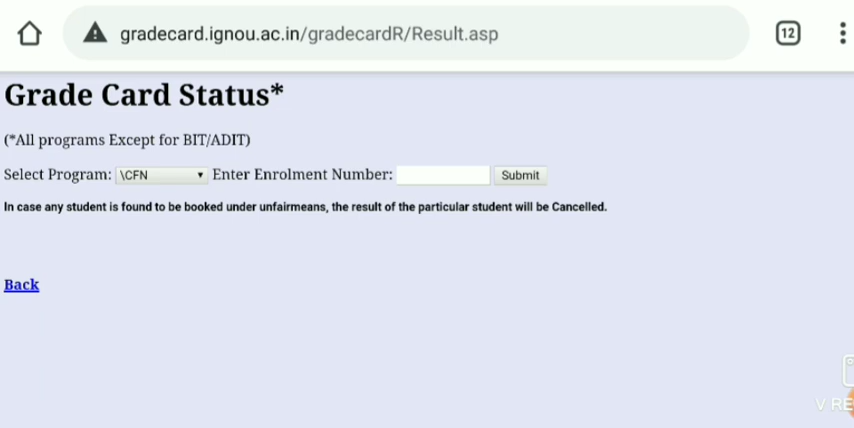 gradecard.ignou.ac.in/gradecardR/Result.asp
12
Grade Card Status*
(*All programs Except for BIT/ADIT)
Select Program: \CFN Enter Enrolment Number: Submit
In case any student is found to be booked under unfairmeans, the result of the particular student will be Cancelled.
Back
V RE